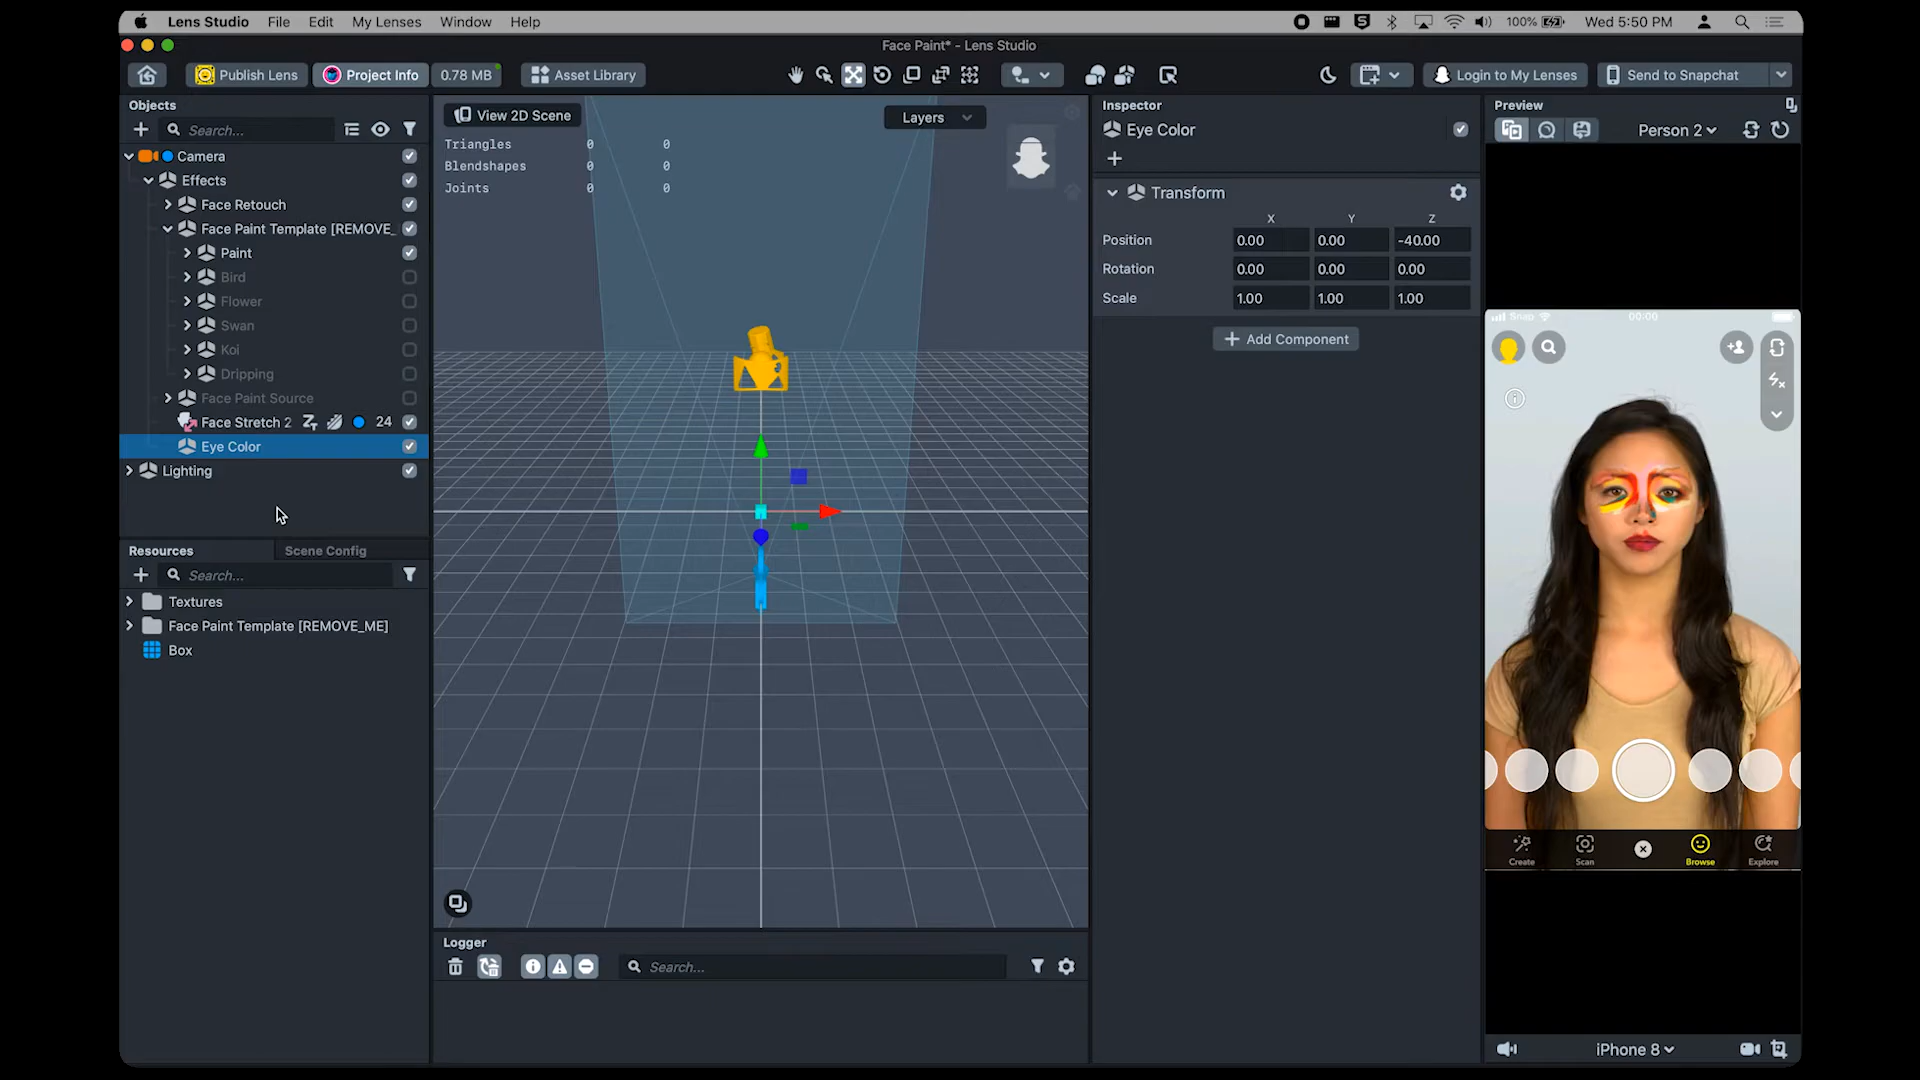 Lens Studio File Edit My Lenses Window Help 100% Wed 5:50 PM
Face Paint* - Lens Studio
Publish Lens Project Info 0.78 MB Asset Library Login to My Lenses Send to Snapchat
Objects
Search...
Camera
Effects
Face Retouch
Face Paint Template [REMOVE_
Paint
Bird
Flower
Swan
Koi
Dripping
Face Paint Source
Face Stretch 2 24
Eye Color
Lighting
Resources Scene Config
Search...
Textures
Face Paint Template [REMOVE_ME]
Box
View 2D Scene Layers
Triangles 0 0
Blendshapes 0 0
Joints 0 0
Logger
Search...
Inspector
Eye Color
Transform
X Y Z
Position 0.00 0.00 -40.00
Rotation 0.00 0.00 0.00
Scale 1.00 1.00 1.00
Add Component
Preview
Person 2
Snap 00:00
Create Scan Browse Explore
iPhone 8